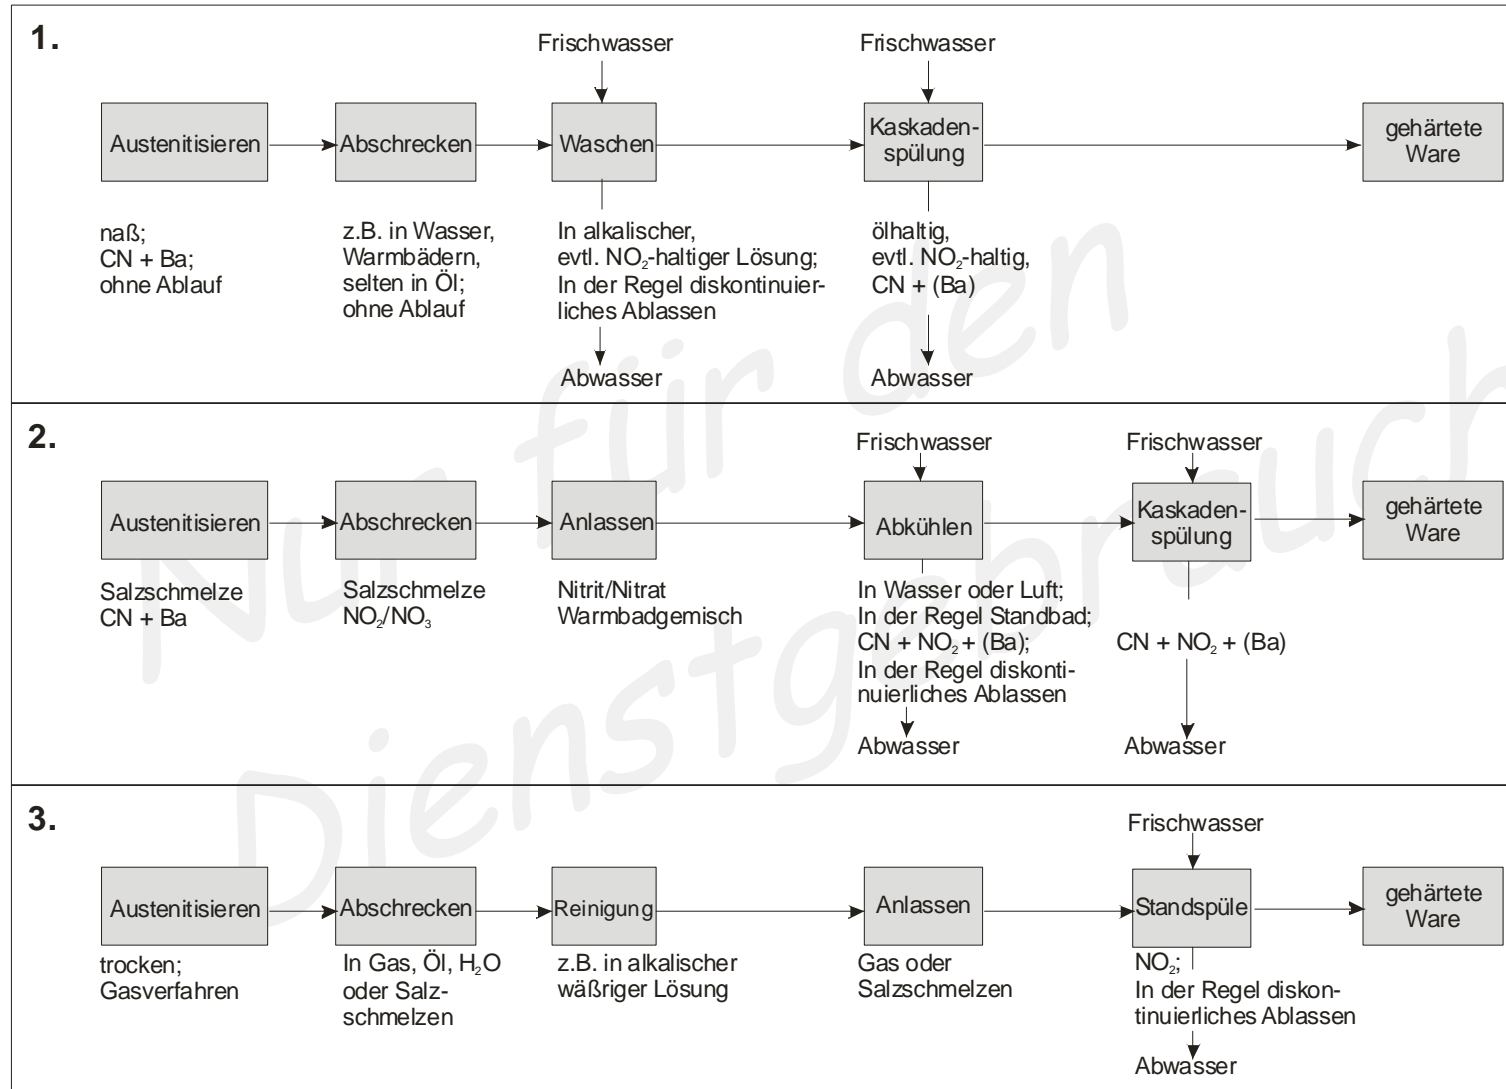 1.
Frischwasser
Frischwasser
Austenitisieren
Abschrecken
Waschen
Kaskaden-
spülung
gehärtete
Ware
naß;
CN + Ba;
ohne Ablauf
z.B. in Wasser,
Warmbädern,
selten in Öl;
ohne Ablauf
In alkalischer,
evtl. NO₂-haltiger Lösung;
In der Regel diskontinuier-
liches Ablassen
ölhaltig,
evtl. NO₂-haltig,
CN + (Ba)
Abwasser
Abwasser
2.
Frischwasser
Frischwasser
Austenitisieren
Abschrecken
Anlassen
Abkühlen
Kaskaden-
spülung
gehärtete
Ware
Salzschmelze
CN + Ba
Salzschmelze
NO₂/NO₃
Nitrit/Nitrat
Warmbadgemisch
In Wasser oder Luft;
In der Regel Standbad;
CN + NO₂ + (Ba);
In der Regel diskonti-
nuierliches Ablassen
CN + NO₂ + (Ba)
Abwasser
Abwasser
3.
Frischwasser
Austenitisieren
Abschrecken
Reinigung
Anlassen
Standspüle
gehärtete
Ware
trocken;
Gasverfahren
In Gas, Öl, H₂O
oder Salz-
schmelzen
z.B. in alkalischer
wäßriger Lösung
Gas oder
Salzschmelzen
NO₂;
In der Regel diskon-
tinuierliches Ablassen
Abwasser
Nur für den
Dienstgebrauch